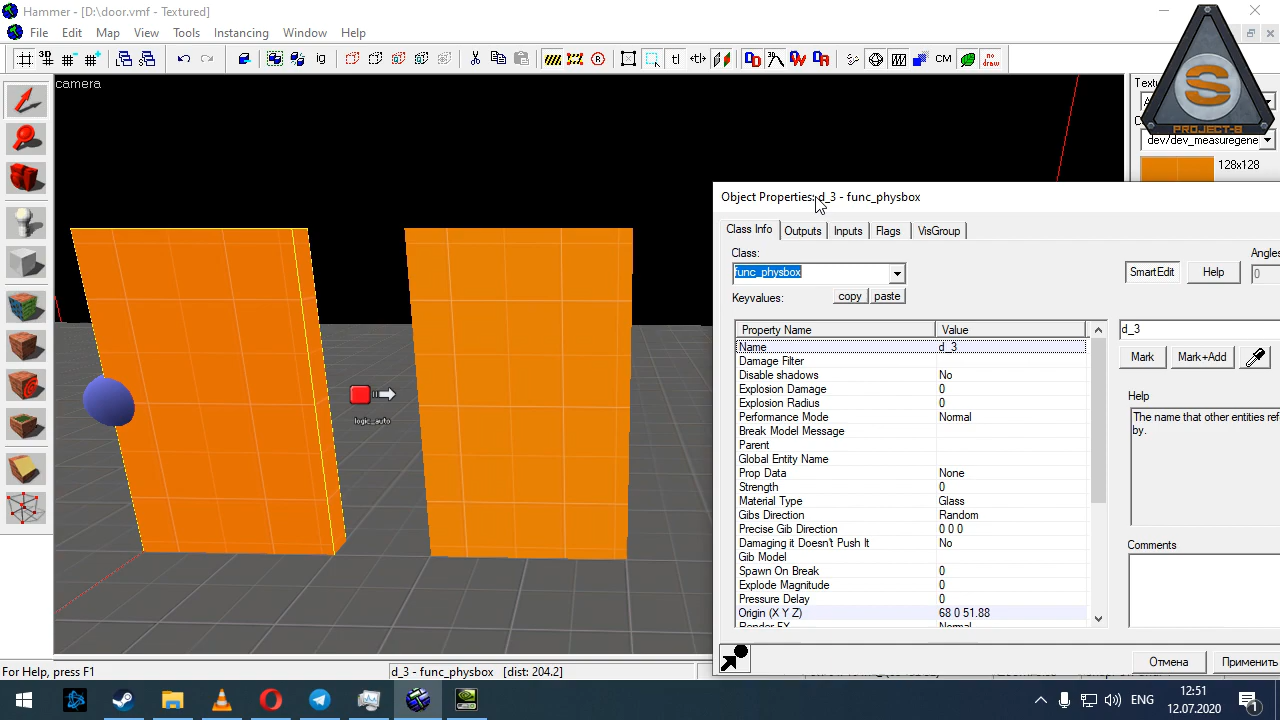 Hammer - [D:\door.vmf - Textured]
File Edit Map View Tools Instancing Window Help
camera
logic_auto
PROJECT-8
dev/dev_measuregene
128x128
Object Properties: d_3 - func_physbox
Class Info Outputs Inputs Flags VisGroup
Class:
func_physbox
SmartEdit Help
Angles
0
Keyvalues: copy paste
Property Name Value
Name d_3
Damage Filter
Disable shadows No
Explosion Damage 0
Explosion Radius 0
Performance Mode Normal
Break Model Message
Parent
Global Entity Name
Prop Data None
Strength 0
Material Type Glass
Gibs Direction Random
Precise Gib Direction 0 0 0
Damaging it Doesn't Push It No
Gib Model
Spawn On Break 0
Explode Magnitude 0
Pressure Delay 0
Origin (X Y Z) 68 0 51.88
Render FX Normal
d_3
Mark Mark+Add
Help
The name that other entities ref
by.
Comments
Отмена Применить
For Help, press F1
d_3 - func_physbox [dist: 204.2]
ENG
12:51
12.07.2020